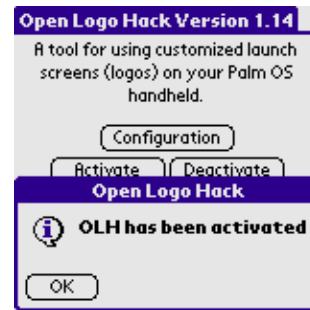 Open Logo Hack Version 1.14
A tool for using customized launch
screens (logos) on your Palm OS
handheld.
Configuration
Activate Deactivate
Open Logo Hack
OLH has been activated
OK